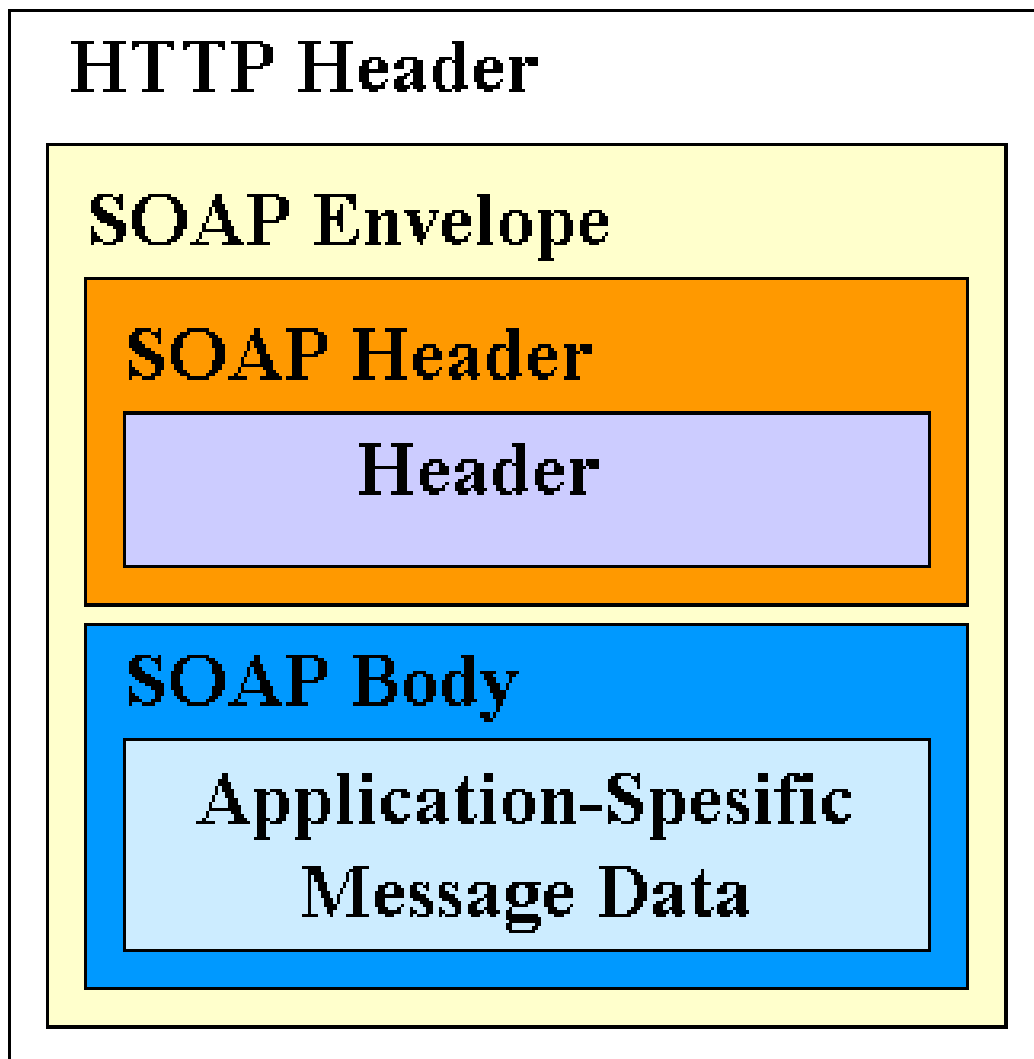 HTTP Header
SOAP Envelope
SOAP Header
Header
SOAP Body
Application-Spesific
Message Data